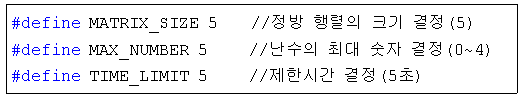 #define MATRIX_SIZE 5 //정방 행렬의 크기 결정(5)
#define MAX_NUMBER 5 //난수의 최대 숫자 결정(0~4)
#define TIME_LIMIT 5 //제한시간 결정(5초)